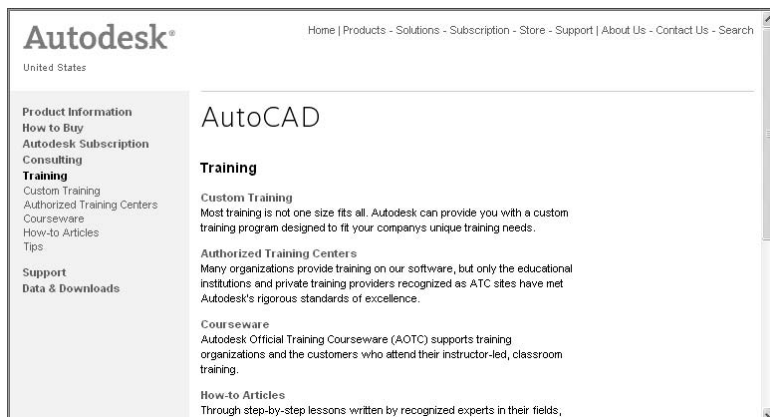 Autodesk®
United States
Home | Products - Solutions - Subscription - Store - Support | About Us - Contact Us - Search
Product Information
How to Buy
Autodesk Subscription
Consulting
Training
Custom Training
Authorized Training Centers
Courseware
How-to Articles
Tips
Support
Data & Downloads
AutoCAD
Training
Custom Training
Most training is not one size fits all. Autodesk can provide you with a custom
training program designed to fit your companys unique training needs.
Authorized Training Centers
Many organizations provide training on our software, but only the educational
institutions and private training providers recognized as ATC sites have met
Autodesk's rigorous standards of excellence.
Courseware
Autodesk Official Training Courseware (AOTC) supports training
organizations and the customers who attend their instructor-led, classroom
training.
How-to Articles
Through step-by-step lessons written by recognized experts in their fields,